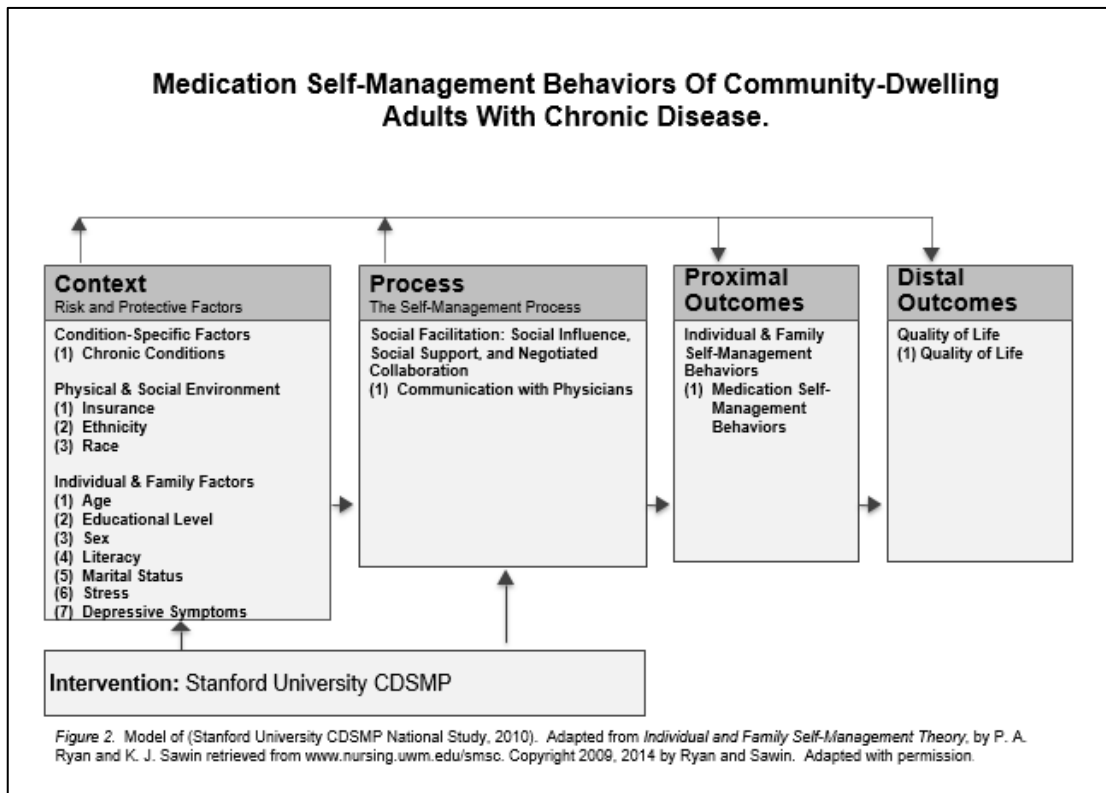 Medication Self-Management Behaviors Of Community-Dwelling
Adults With Chronic Disease.
Context
Risk and Protective Factors
Condition-Specific Factors
(1) Chronic Conditions
Physical & Social Environment
(1) Insurance
(2) Ethnicity
(3) Race
Individual & Family Factors
(1) Age
(2) Educational Level
(3) Sex
(4) Literacy
(5) Marital Status
(6) Stress
(7) Depressive Symptoms
Process
The Self-Management Process
Social Facilitation: Social Influence,
Social Support, and Negotiated
Collaboration
(1) Communication with Physicians
Proximal
Outcomes
Individual & Family
Self-Management
Behaviors
(1) Medication Self-
Management
Behaviors
Distal
Outcomes
Quality of Life
(1) Quality of Life
Intervention: Stanford University CDSMP
Figure 2. Model of (Stanford University CDSMP National Study, 2010). Adapted from Individual and Family Self-Management Theory, by P. A.
Ryan and K. J. Sawin retrieved from www.nursing.uwm.edu/smsc. Copyright 2009, 2014 by Ryan and Sawin. Adapted with permission.